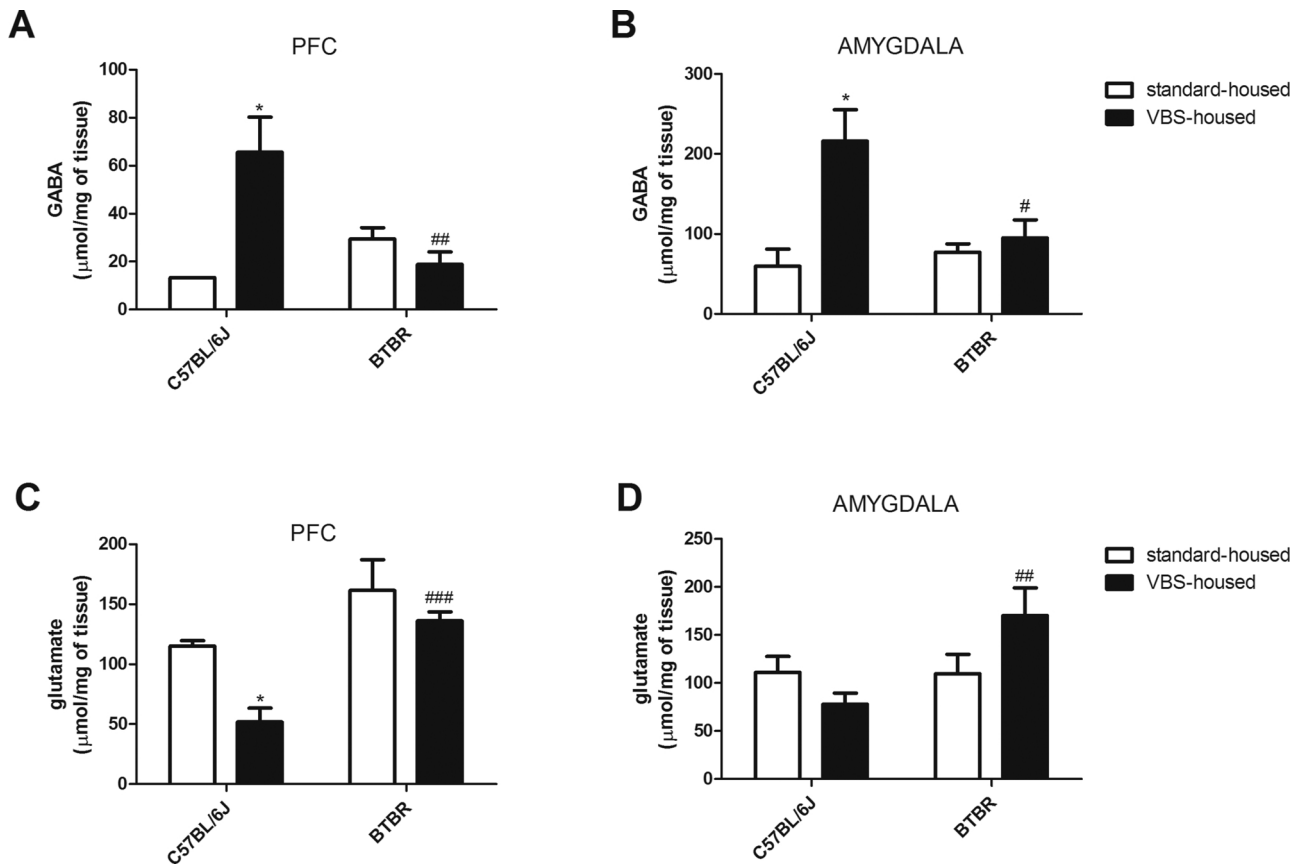 A
PFC
GABA
(μmol/mg of tissue)
100
80
60
40
20
0
*
##
C57BL/6J
BTBR
B
AMYGDALA
GABA
(μmol/mg of tissue)
300
200
100
0
*
#
C57BL/6J
BTBR
standard-housed
VBS-housed
C
PFC
glutamate
(μmol/mg of tissue)
200
150
100
50
0
*
###
C57BL/6J
BTBR
D
AMYGDALA
glutamate
(μmol/mg of tissue)
250
200
150
100
50
0
##
C57BL/6J
BTBR
standard-housed
VBS-housed